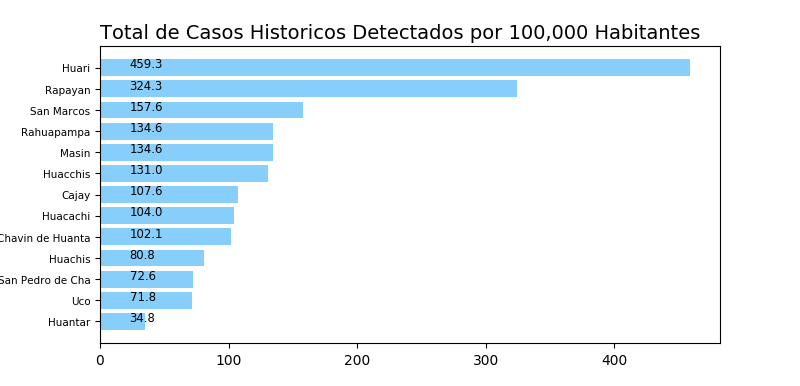 Total de Casos Historicos Detectados por 100,000 Habitantes
Huari 459.3
Rapayan 324.3
San Marcos 157.6
Rahuapampa 134.6
Masin 134.6
Huacchis 131.0
Cajay 107.6
Huacachi 104.0
Chavin de Huanta 102.1
Huachis 80.8
San Pedro de Cha 72.6
Uco 71.8
Huantar 34.8
0 100 200 300 400